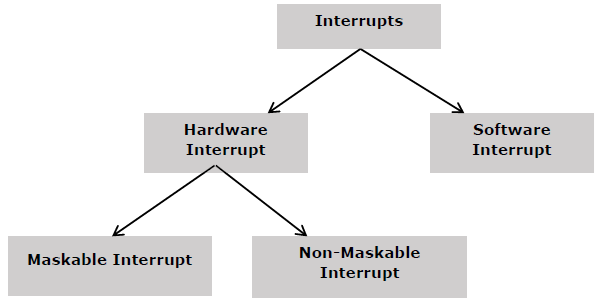 Interrupts
Hardware
Interrupt
Software
Interrupt
Maskable Interrupt
Non-Maskable
Interrupt